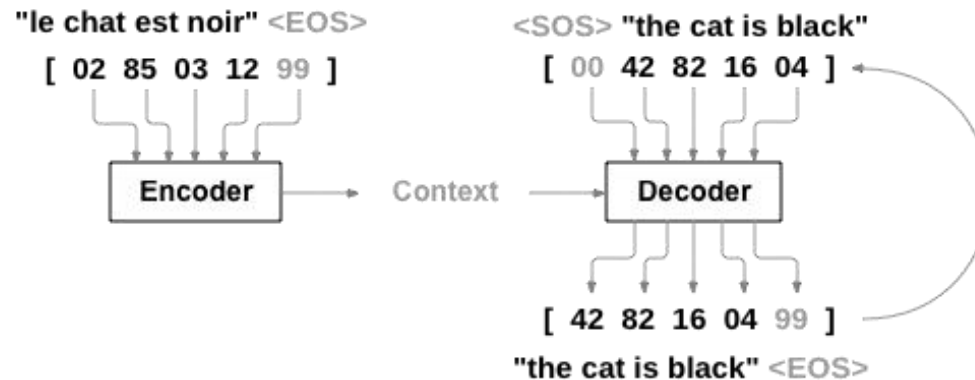 "le chat est noir" <EOS>
[ 02 85 03 12 99 ]
Encoder
Context
<SOS> "the cat is black"
[ 00 42 82 16 04 ]
Decoder
[ 42 82 16 04 99 ]
"the cat is black" <EOS>